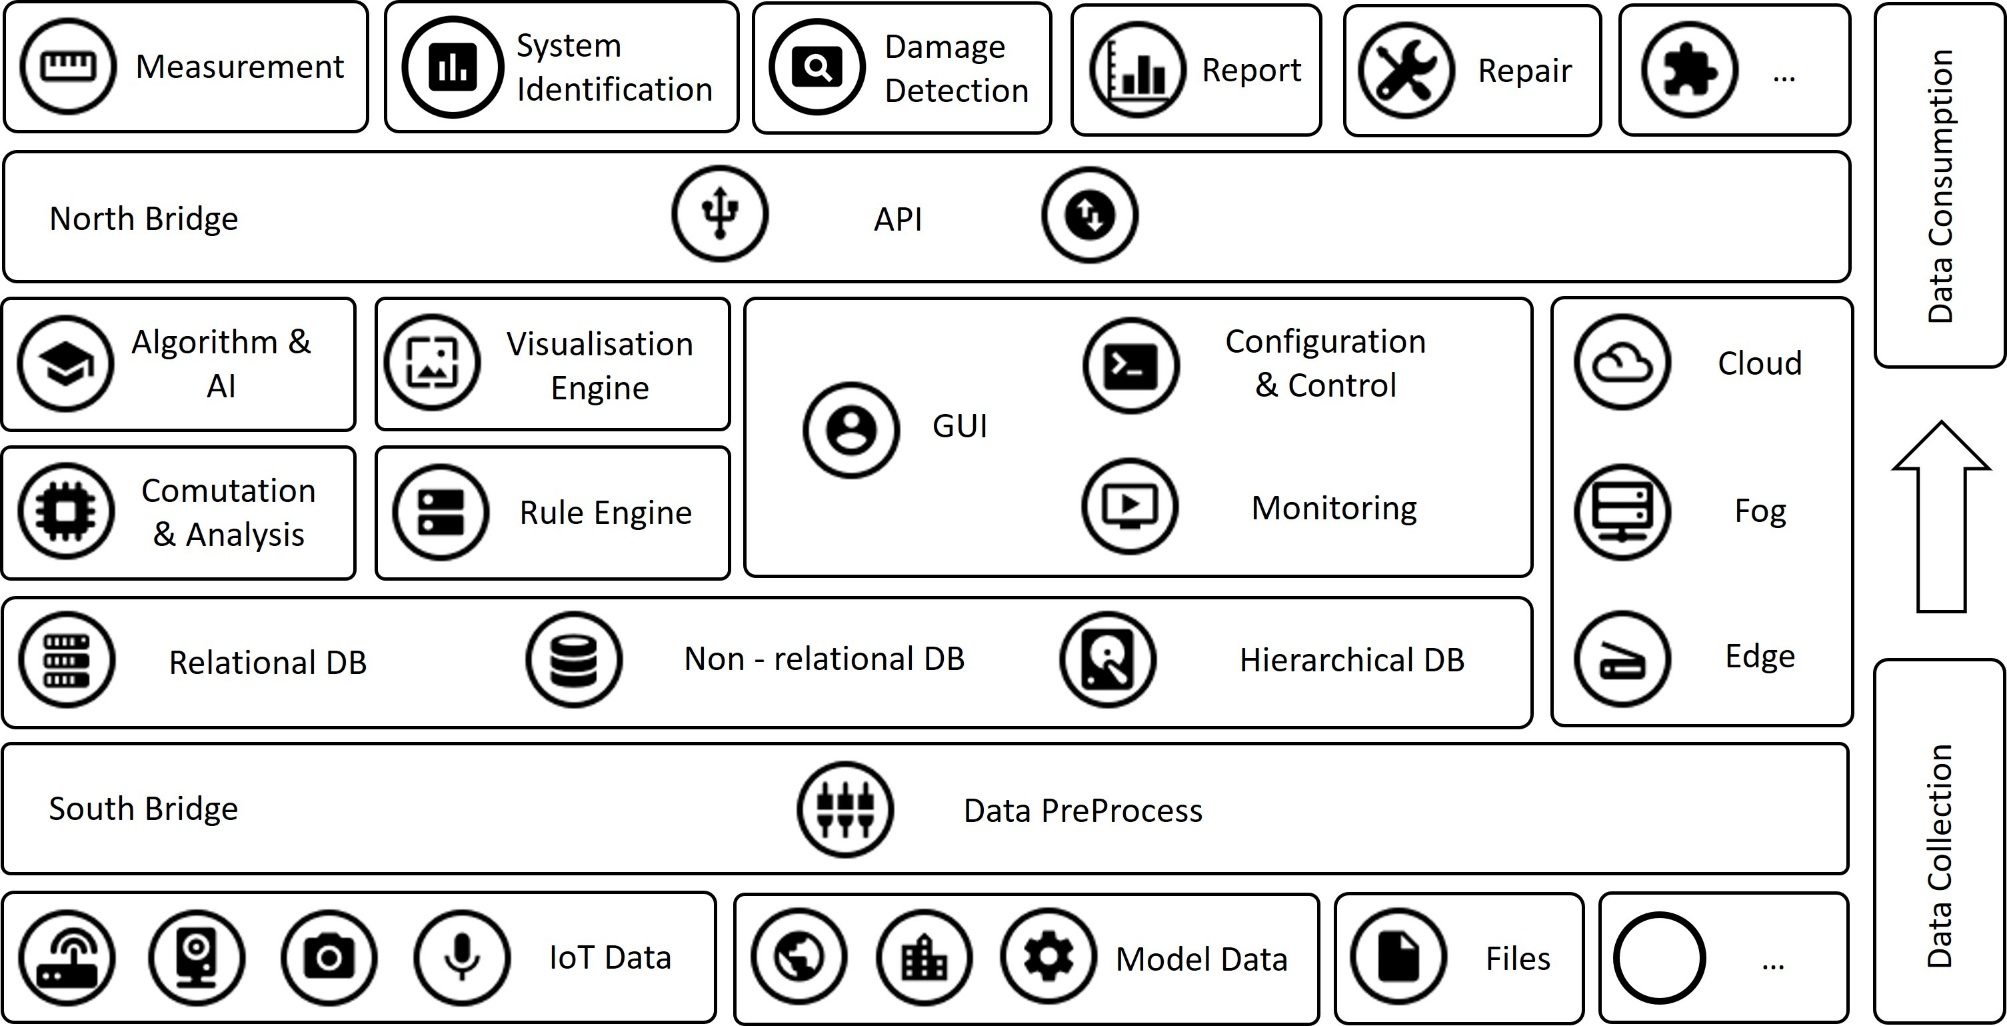 Measurement
System
Identification
Damage
Detection
Report
Repair
...
North Bridge
API
Data Consumption
Algorithm &
AI
Visualisation
Engine
GUI
Configuration
& Control
Monitoring
Cloud
Fog
Edge
Comutation
& Analysis
Rule Engine
Relational DB
Non - relational DB
Hierarchical DB
South Bridge
Data PreProcess
Data Collection
IoT Data
Model Data
Files
...